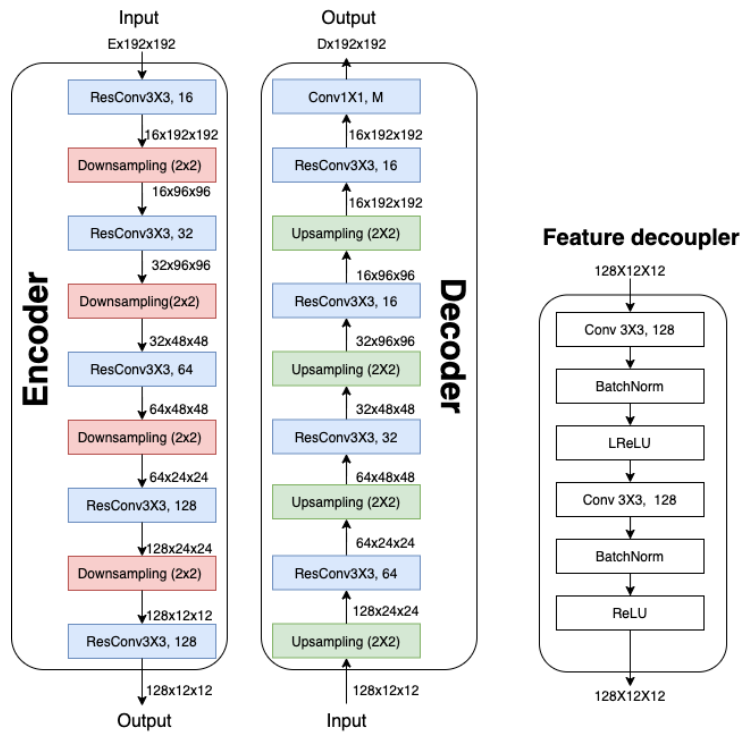 Input
Ex192x192
ResConv3X3, 16
16x192x192
Downsampling (2x2)
16x96x96
ResConv3X3, 32
32x96x96
Downsampling(2x2)
32x48x48
ResConv3X3, 64
64x48x48
Downsampling (2x2)
64x24x24
ResConv3X3, 128
128x24x24
Downsampling (2x2)
128x12x12
ResConv3X3, 128
128x12x12
Output
Encoder
Output
Dx192x192
Conv1X1, M
16x192x192
ResConv3X3, 16
16x192x192
Upsampling (2X2)
16x96x96
ResConv3X3, 16
32x96x96
Upsampling (2X2)
32x48x48
ResConv3X3, 32
64x48x48
Upsampling (2X2)
64x24x24
ResConv3X3, 64
128x24x24
Upsampling (2X2)
128x12x12
Input
Decoder
Feature decoupler
128X12X12
Conv 3X3, 128
BatchNorm
LReLU
Conv 3X3, 128
BatchNorm
ReLU
128X12X12